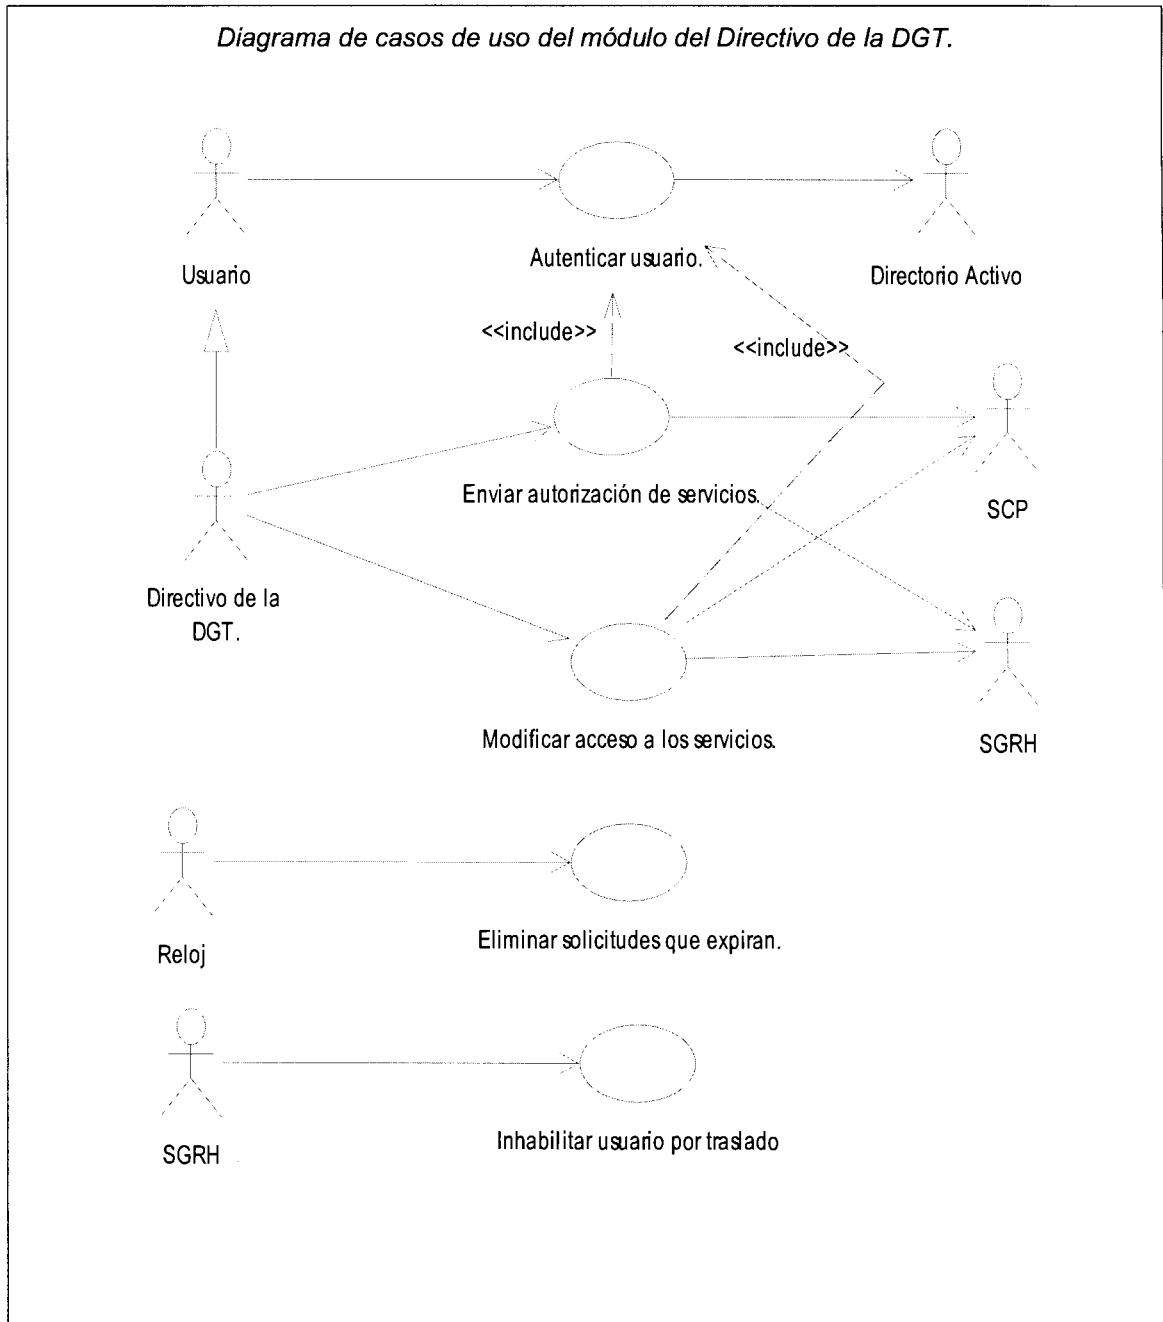 Diagrama de casos de uso del módulo del Directivo de la DGT.
Usuario
Autenticar usuario.
Directorio Activo
<<include>>
<<include>>
Enviar autorización de servicios.
SCP
Directivo de la
DGT.
Modificar acceso a los servicios.
SGRH
Reloj
Eliminar solicitudes que expiran.
SGRH
Inhabilitar usuario por traslado